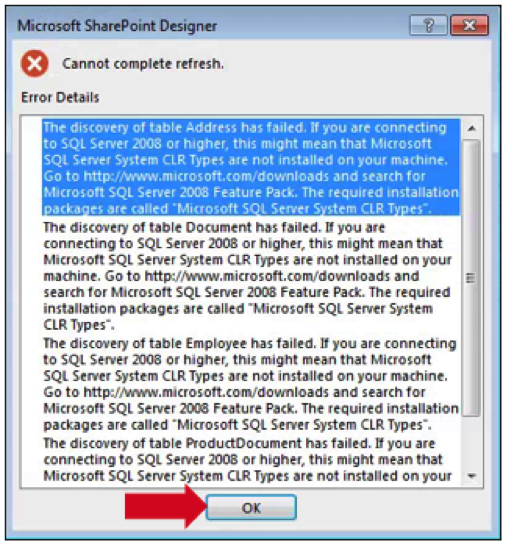 Microsoft SharePoint Designer
?
Cannot complete refresh.
Error Details
The discovery of table Address has failed. If you are connecting
to SQL Server 2008 or higher, this might mean that Microsoft
SQL Server System CLR Types are not installed on your machine.
Go to http://www.microsoft.com/downloads and search for
Microsoft SQL Server 2008 Feature Pack. The required installation
packages are called "Microsoft SQL Server System CLR Types".
The discovery of table Document has failed. If you are
connecting to SQL Server 2008 or higher, this might mean that
Microsoft SQL Server System CLR Types are not installed on your
machine. Go to http://www.microsoft.com/downloads and
search for Microsoft SQL Server 2008 Feature Pack. The required
installation packages are called "Microsoft SQL Server System
CLR Types".
The discovery of table Employee has failed. If you are connecting
to SQL Server 2008 or higher, this might mean that Microsoft
SQL Server System CLR Types are not installed on your machine.
Go to http://www.microsoft.com/downloads and search for
Microsoft SQL Server 2008 Feature Pack. The required installation
packages are called "Microsoft SQL Server System CLR Types".
The discovery of table ProductDocument has failed. If you are
connecting to SQL Server 2008 or higher, this might mean that
Microsoft SQL Server System CLR Types are not installed on your
OK